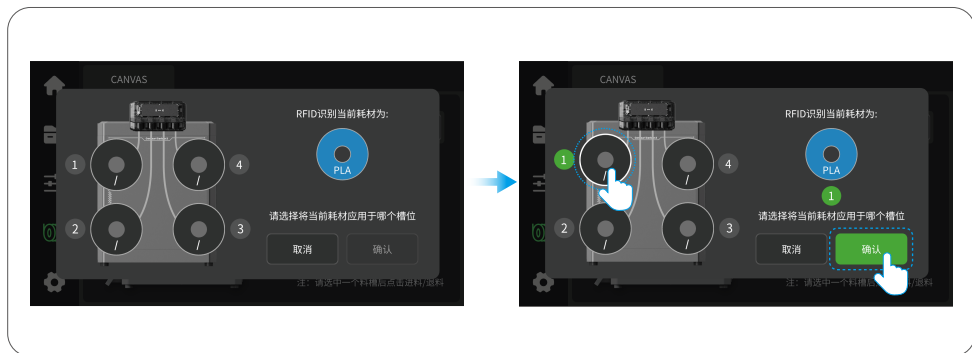 CANVAS
RFID识别当前耗材为:
PLA
1
4
2
3
请选择将当前耗材应用于哪个槽位
取消
确认
注：请选中一个料槽后点击进料/退料
CANVAS
RFID识别当前耗材为:
PLA
1
4
1
2
3
请选择将当前耗材应用于哪个槽位
取消
确认
注：请选中一个料槽后
/退料